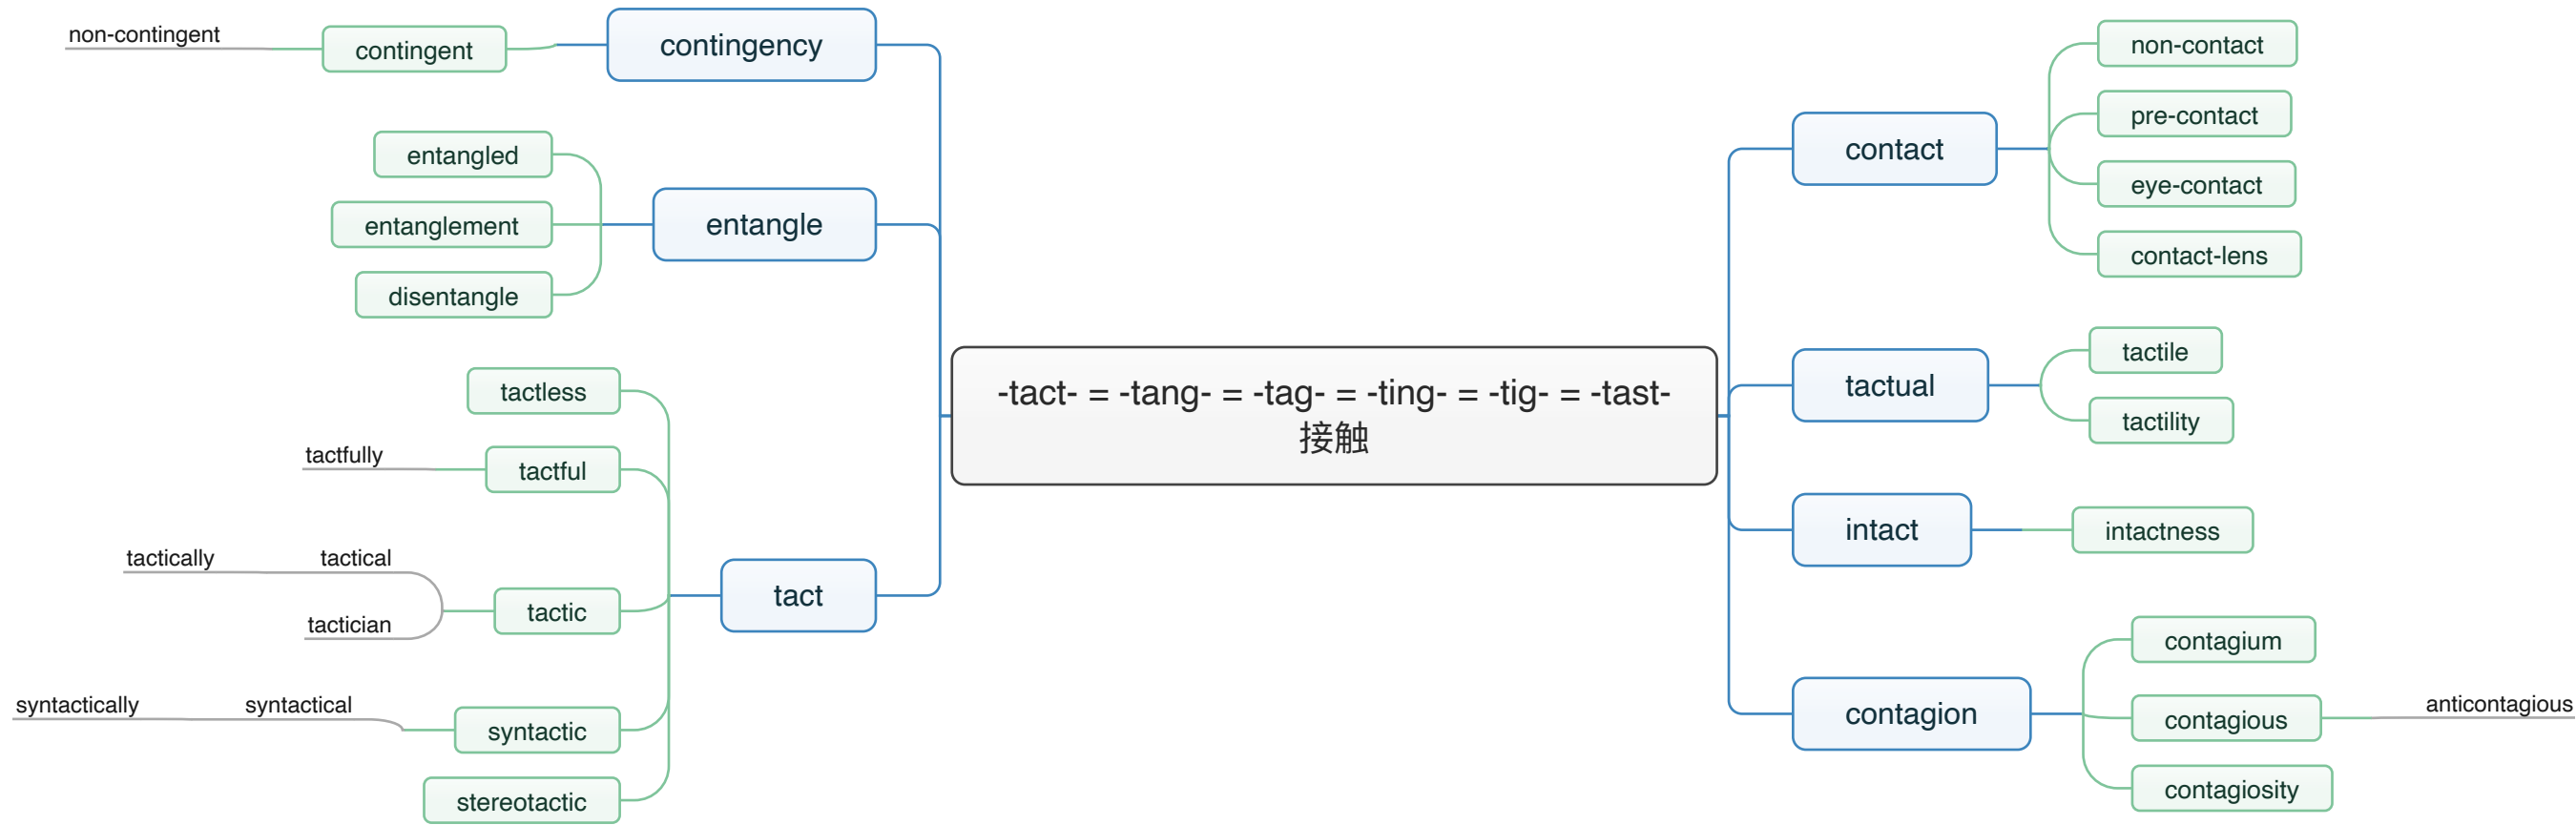 -tact- = -tang- = -tag- = -ting- = -tig- = -tast-
接触
contact
non-contact
pre-contact
eye-contact
contact-lens
tactual
tactile
tactility
intact
intactness
contagion
contagium
contagious
anticontagious
contagiosity
contingency
contingent
non-contingent
entangle
entangled
entanglement
disentangle
tact
tactless
tactful
tactfully
tactic
tactical
tactically
tactician
syntactic
syntactical
syntactically
stereotactic